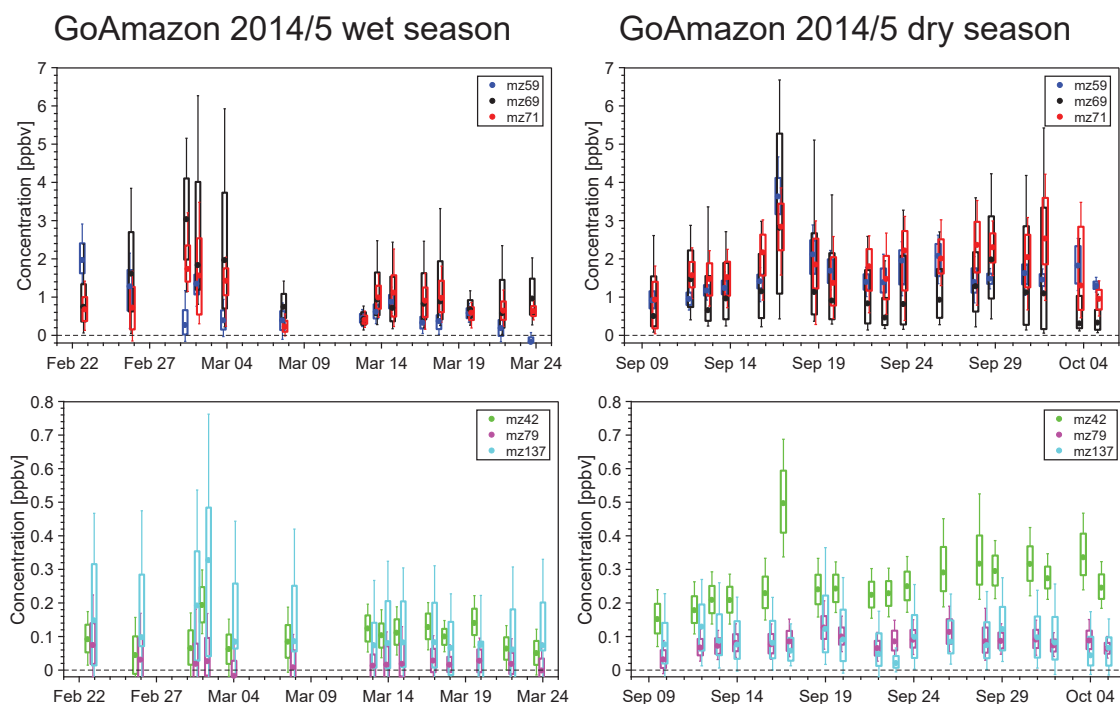 GoAmazon 2014/5 wet season
GoAmazon 2014/5 dry season
Concentration [ppbv]
7
6
5
4
3
2
1
0
mz59
mz69
mz71
Feb 22
Feb 27
Mar 04
Mar 09
Mar 14
Mar 19
Mar 24
Concentration [ppbv]
7
6
5
4
3
2
1
0
mz59
mz69
mz71
Sep 09
Sep 14
Sep 19
Sep 24
Sep 29
Oct 04
Concentration [ppbv]
0.8
0.7
0.6
0.5
0.4
0.3
0.2
0.1
0
mz42
mz79
mz137
Feb 22
Feb 27
Mar 04
Mar 09
Mar 14
Mar 19
Mar 24
Concentration [ppbv]
0.8
0.7
0.6
0.5
0.4
0.3
0.2
0.1
0
mz42
mz79
mz137
Sep 09
Sep 14
Sep 19
Sep 24
Sep 29
Oct 04